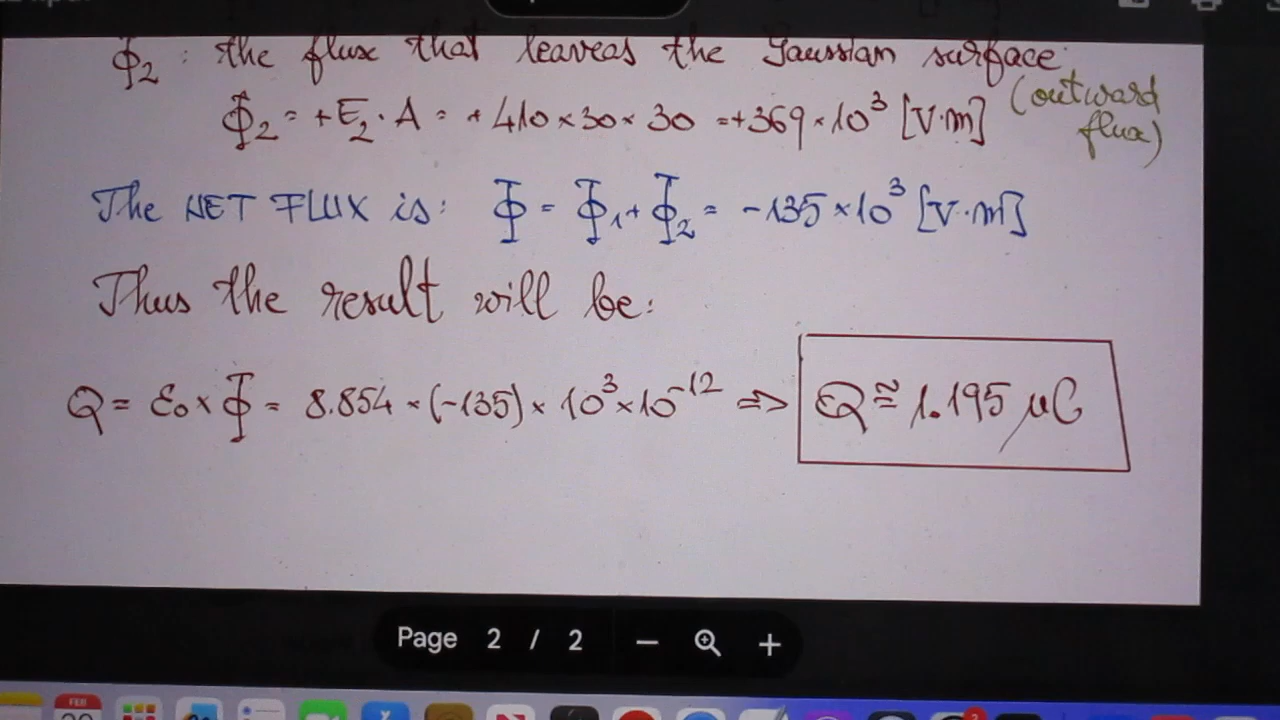 Φ₂ : the flux that leaveas the Gaussian surface.
Φ₂ = +E₂ · A = + 410 × 30 × 30 = +369 × 10³ [V·m] (outward flux)
The NET FLUX is: Φ = Φ₁ + Φ₂ = -135 × 10³ [V·m]
Thus the result will be:
Q = ε₀ × Φ = 8.854 × (-135) × 10³ × 10⁻¹² ⇒ Q ≅ 1.195 μC
Page 2 / 2 − +
FEB